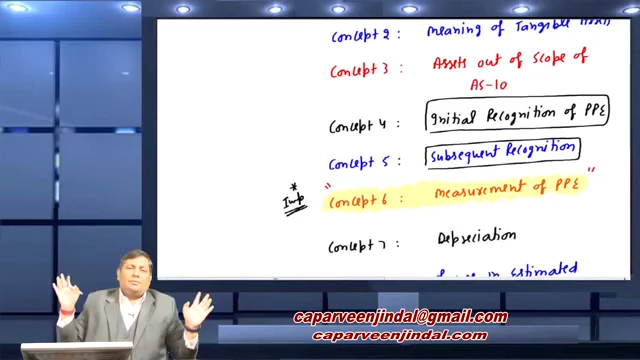 Concept 2 : Meaning of Tangible
Concept 3 : Assets out of Scope of
AS-10
Concept 4 : Initial Recognition of PPE
Concept 5 : Subsequent Recognition
* Imp "Concept 6 : Measurement of PPE"
Concept 7 : Depreciation
in Estimated
caparveenjindal@gmail.com
caparveenjindal.com